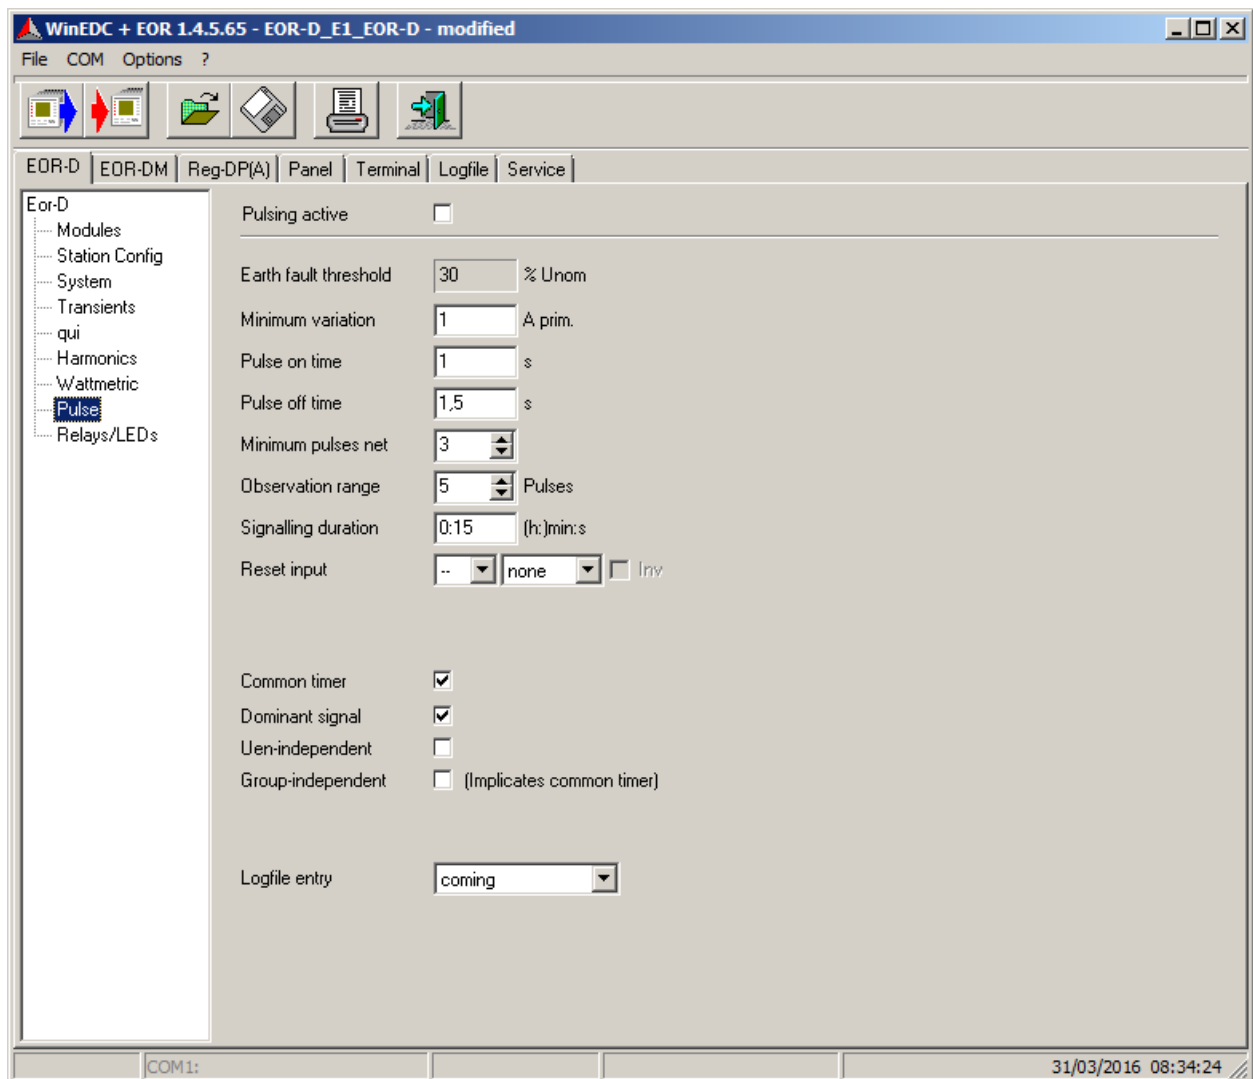 WinEDC + EOR 1.4.5.65 - EOR-D_E1_EOR-D - modified
File COM Options ?
EOR-D EOR-DM Reg-DP(A) Panel Terminal Logfile Service
Eor-D
Modules
Station Config
System
Transients
qui
Harmonics
Wattmetric
Pulse
Relays/LEDs
Pulsing active
Earth fault threshold 30 % Unom
Minimum variation 1 A prim.
Pulse on time 1 s
Pulse off time 1,5 s
Minimum pulses net 3
Observation range 5 Pulses
Signalling duration 0:15 (h:)min:s
Reset input -- none Inv
Common timer
Dominant signal
Uen-independent
Group-independent (Implicates common timer)
Logfile entry coming
COM1: 31/03/2016 08:34:24